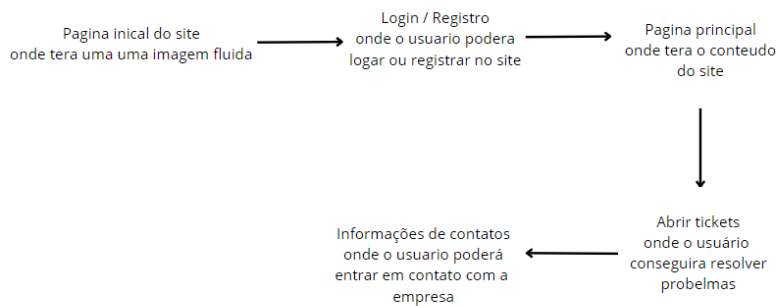 Pagina inical do site
onde tera uma uma imagem fluida
Login / Registro
onde o usuario podera
logar ou registrar no site
Pagina principal
onde tera o conteudo
do site
Abrir tickets
onde o usuário
conseguira resolver
probelmas
Informações de contatos
onde o usuario poderá
entrar em contato com a
empresa